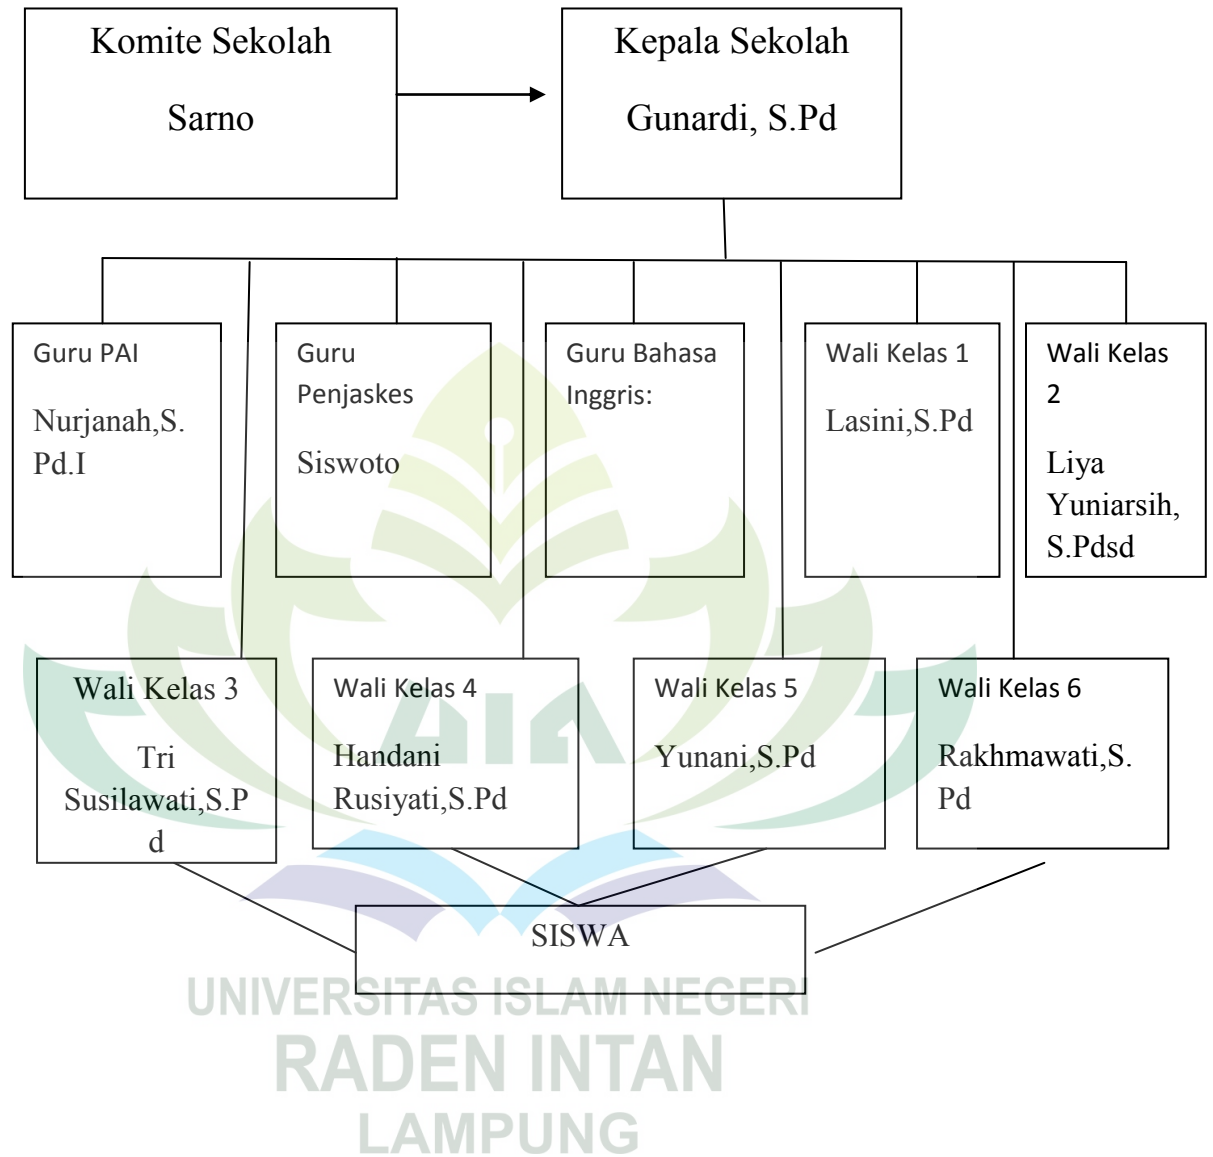 Komite Sekolah
Sarno
Kepala Sekolah
Gunardi, S.Pd
Guru PAI
Nurjanah,S.
Pd.I
Guru
Penjaskes
Siswoto
Guru Bahasa
Inggris:
Wali Kelas 1
Lasini,S.Pd
Wali Kelas
2
Liya
Yuniarsih,
S.Pdsd
Wali Kelas 3
Tri
Susilawati,S.P
d
Wali Kelas 4
Handani
Rusiyati,S.Pd
Wali Kelas 5
Yunani,S.Pd
Wali Kelas 6
Rakhmawati,S.
Pd
SISWA
UNIVERSITAS ISLAM NEGERI
RADEN INTAN
LAMPUNG